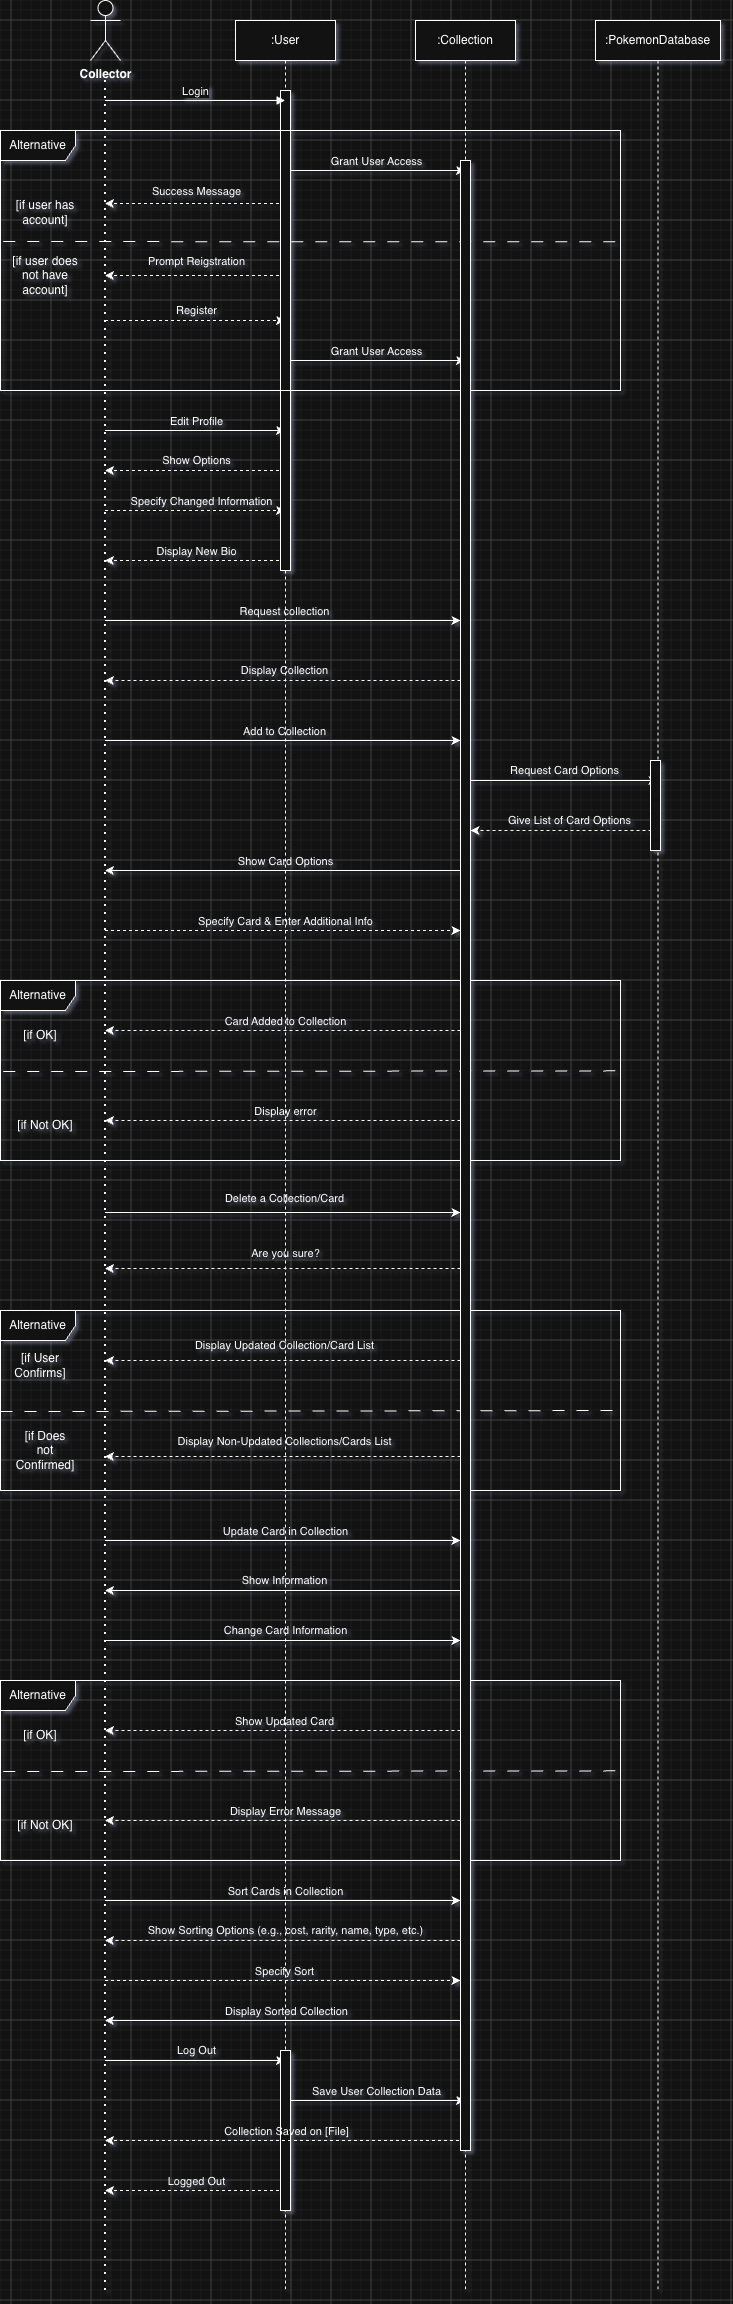 :User
:Collection
:PokemonDatabase
Collector
Login
Alternative
Grant User Access
Success Message
[if user has
account]
[if user does
not have
account]
Prompt Reigstration
Register
Grant User Access
Edit Profile
Show Options
Specify Changed Information
Display New Bio
Request collection
Display Collection
Add to Collection
Request Card Options
Give List of Card Options
Show Card Options
Specify Card & Enter Additional Info
Alternative
Card Added to Collection
[if OK]
Display error
[if Not OK]
Delete a Collection/Card
Are you sure?
Alternative
Display Updated Collection/Card List
[if User
Confirms]
[if Does
not
Confirmed]
Display Non-Updated Collections/Cards List
Update Card in Collection
Show Information
Change Card Information
Alternative
Show Updated Card
[if OK]
Display Error Message
[if Not OK]
Sort Cards in Collection
Show Sorting Options (e.g., cost, rarity, name, type, etc.)
Specify Sort
Display Sorted Collection
Log Out
Save User Collection Data
Collection Saved on [File]
Logged Out